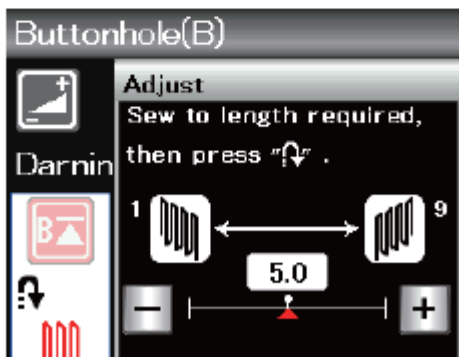 Buttonhole(B)
Adjust
Sew to length required,
then press "".
Darnin
B
1
9
5.0
− +